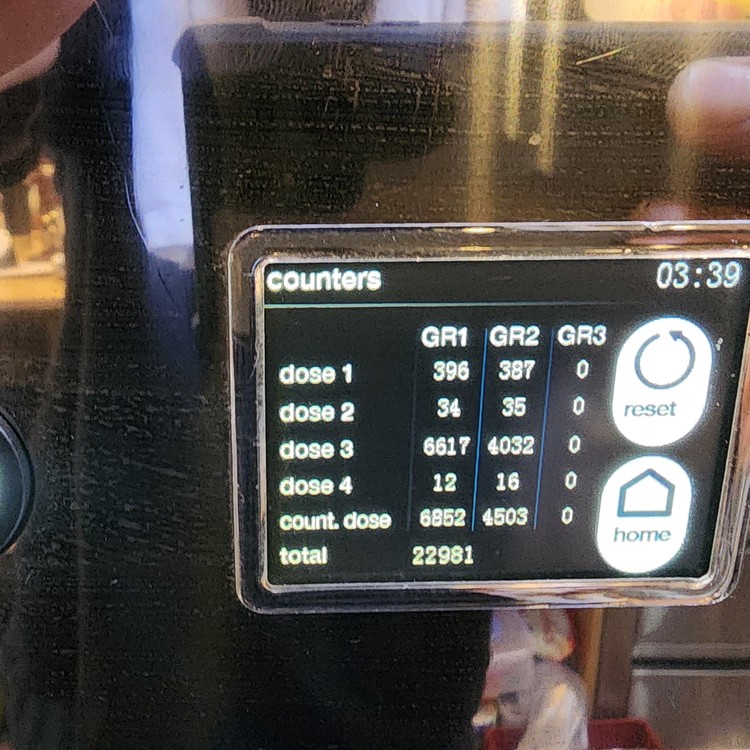 counters 03:39
GR1 GR2 GR3
dose 1 396 387 0
dose 2 34 35 0
dose 3 6617 4032 0
dose 4 12 16 0
count. dose 6852 4503 0
total 22981
reset
home